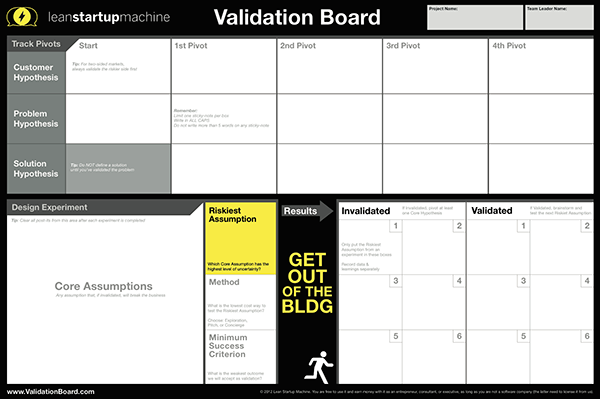 leanstartupmachine
Validation Board
Project Name:
Team Leader Name:
Track Pivots
Start
1st Pivot
2nd Pivot
3rd Pivot
4th Pivot
Customer
Hypothesis
Tip: For two-sided markets,
always validate the riskier side first
Problem
Hypothesis
Remember:
Limit one sticky-note per box
Write in ALL CAPS
Do not write more than 5 words on any sticky-note
Solution
Hypothesis
Tip: Do NOT define a solution
until you've validated the problem
Design Experiment
Tip: Clear all post-its from this area after each experiment is completed
Core Assumptions
Any assumption that, if invalidated, will break the business
Riskiest
Assumption
Which Core Assumption has the
highest level of uncertainty?
Method
What is the lowest cost way to
test the Riskiest Assumption?
Choose: Exploration,
Pitch, or Concierge
Minimum
Success
Criterion
What is the weakest outcome
we will accept as validation?
Results
GET
OUT
OF THE
BLDG
Invalidated
If Invalidated, pivot at least
one Core Hypothesis
Validated
If Validated, brainstorm and
test the next Riskiest Assumption
1
2
1
2
Only put the Riskiest
Assumption from an
experiment in these boxes
Record data &
learnings separately
3
4
3
4
5
6
5
6
www.ValidationBoard.com
© 2012 Lean Startup Machine. You are free to use it and earn money with it as an entrepreneur, consultant, or executive, as long as you are not a software company (the latter need to license it from us)